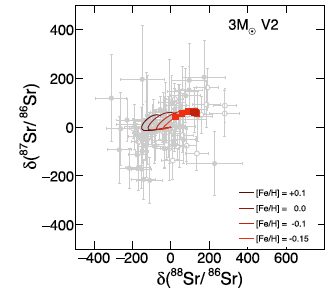 3M☉ V2
δ(⁸⁷Sr/ ⁸⁶Sr)
400
200
0
−200
−400
[Fe/H] = +0.1
[Fe/H] = 0.0
[Fe/H] = -0.1
[Fe/H] = -0.15
−400 −200 0 200 400 600
δ(⁸⁸Sr/ ⁸⁶Sr)